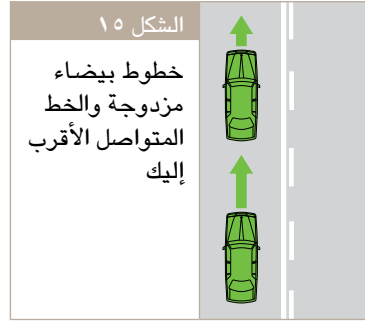 الشكل ١٥
خطوط بيضاء
مزدوجة والخط
المتواصل الأقرب
إليك